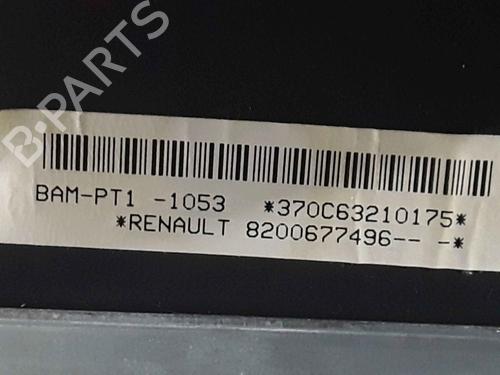 B-PARTS
BAM-PT1 -1053 *370C63210175*
*RENAULT 8200677496-- -*